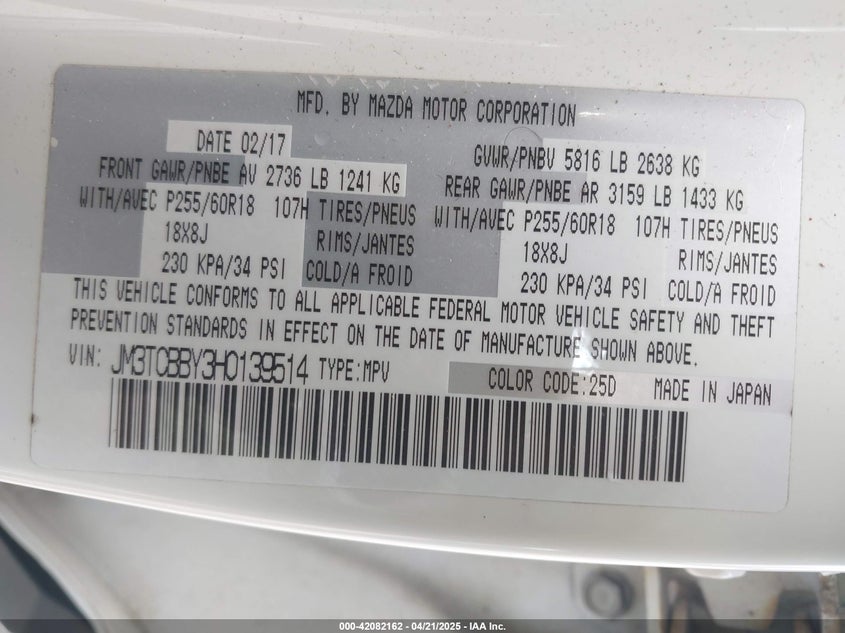 MFD. BY MAZDA MOTOR CORPORATION
DATE 02/17 GVWR/PNBV 5816 LB 2638 KG
FRONT GAWR/PNBE AV 2736 LB 1241 KG REAR GAWR/PNBE AR 3159 LB 1433 KG
WITH/AVEC P255/60R18 107H TIRES/PNEUS WITH/AVEC P255/60R18 107H TIRES/PNEUS
18X8J RIMS/JANTES 18X8J RIMS/JANTES
230 KPA/34 PSI COLD/A FROID 230 KPA/34 PSI COLD/A FROID
THIS VEHICLE CONFORMS TO ALL APPLICABLE FEDERAL MOTOR VEHICLE SAFETY AND THEFT
PREVENTION STANDARDS IN EFFECT ON THE DATE OF MANUFACTURE SHOWN ABOVE.
VIN: JM3TCBBY3H0139514 TYPE:MPV COLOR CODE:25D MADE IN JAPAN
000-42082162 - 04/21/2025 - IAA Inc.